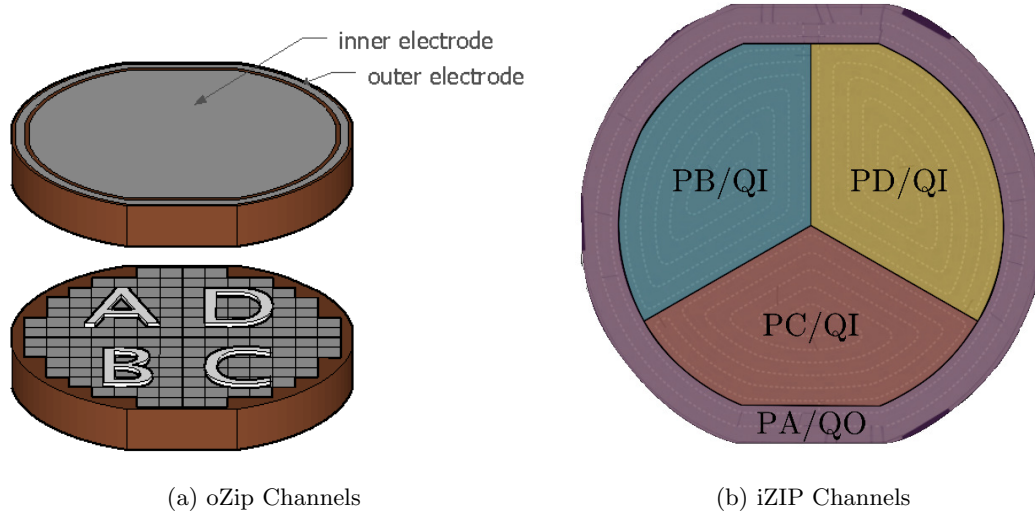 inner electrode
outer electrode
A D
B C
PB/QI PD/QI
PC/QI
PA/QO
(a) oZip Channels
(b) iZIP Channels